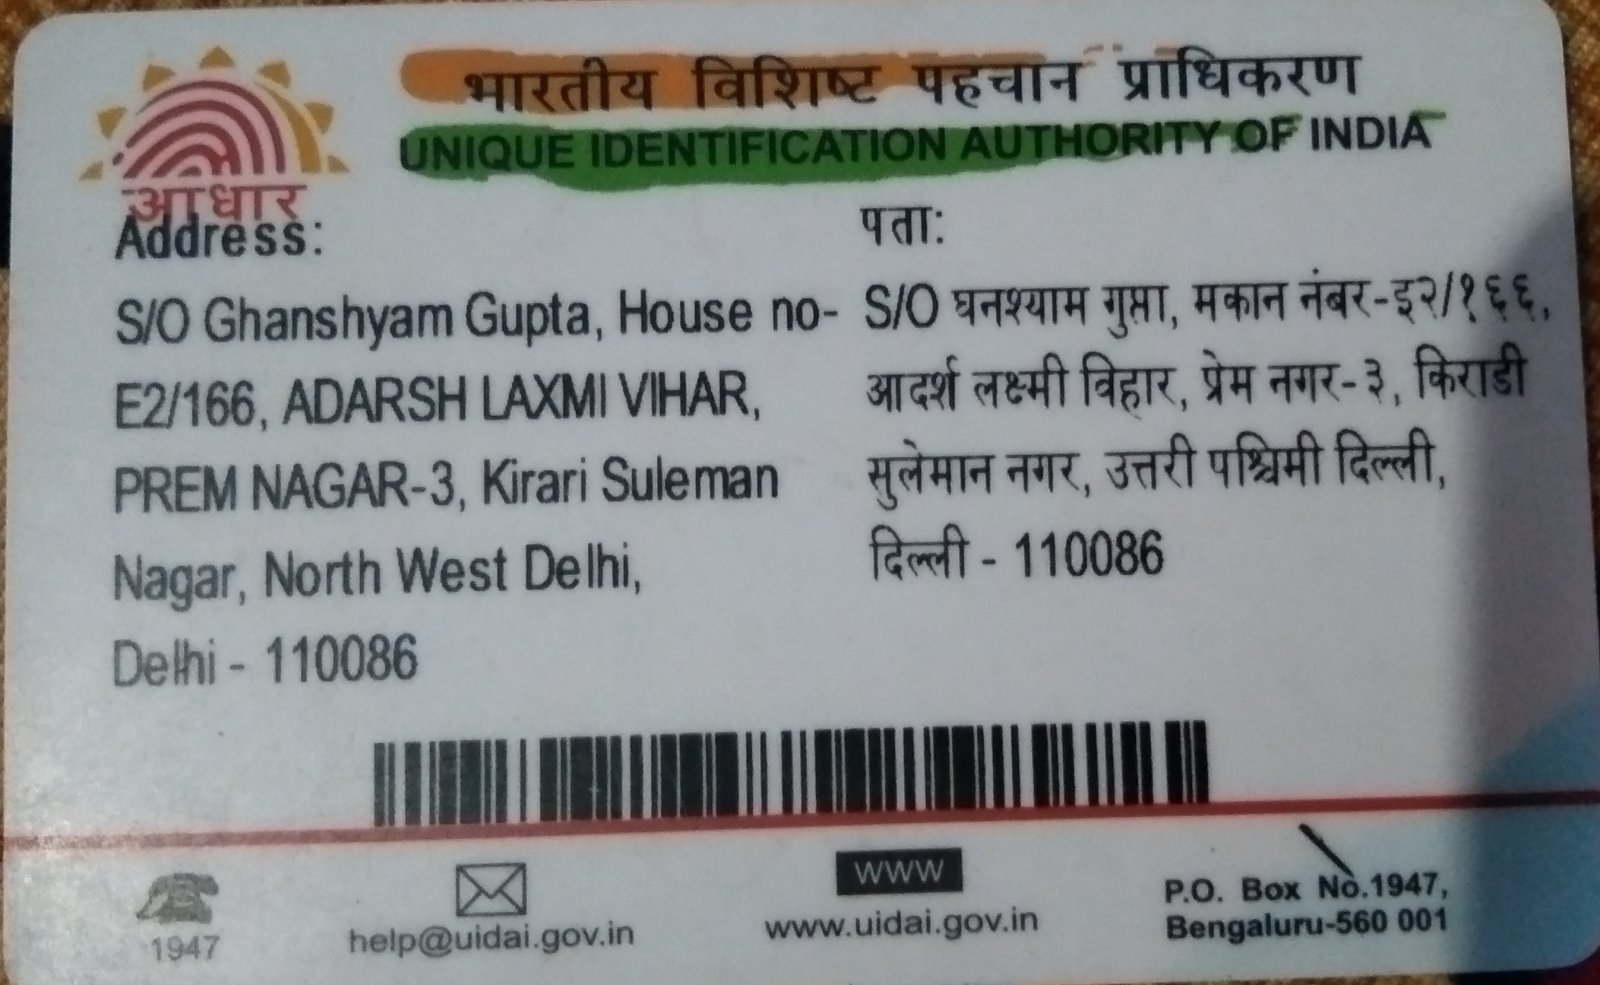 भारतीय विशिष्ट पहचान प्राधिकरण
UNIQUE IDENTIFICATION AUTHORITY OF INDIA
आधार
Address:
S/O Ghanshyam Gupta, House no-
E2/166, ADARSH LAXMI VIHAR,
PREM NAGAR-3, Kirari Suleman
Nagar, North West Delhi,
Delhi - 110086
पता:
S/O घनश्याम गुप्ता, मकान नंबर-इ२/१६६,
आदर्श लक्ष्मी विहार, प्रेम नगर-३, किराडी
सुलेमान नगर, उत्तरी पश्चिमी दिल्ली,
दिल्ली - 110086
1947
help@uidai.gov.in
WWW
www.uidai.gov.in
P.O. Box No.1947,
Bengaluru-560 001